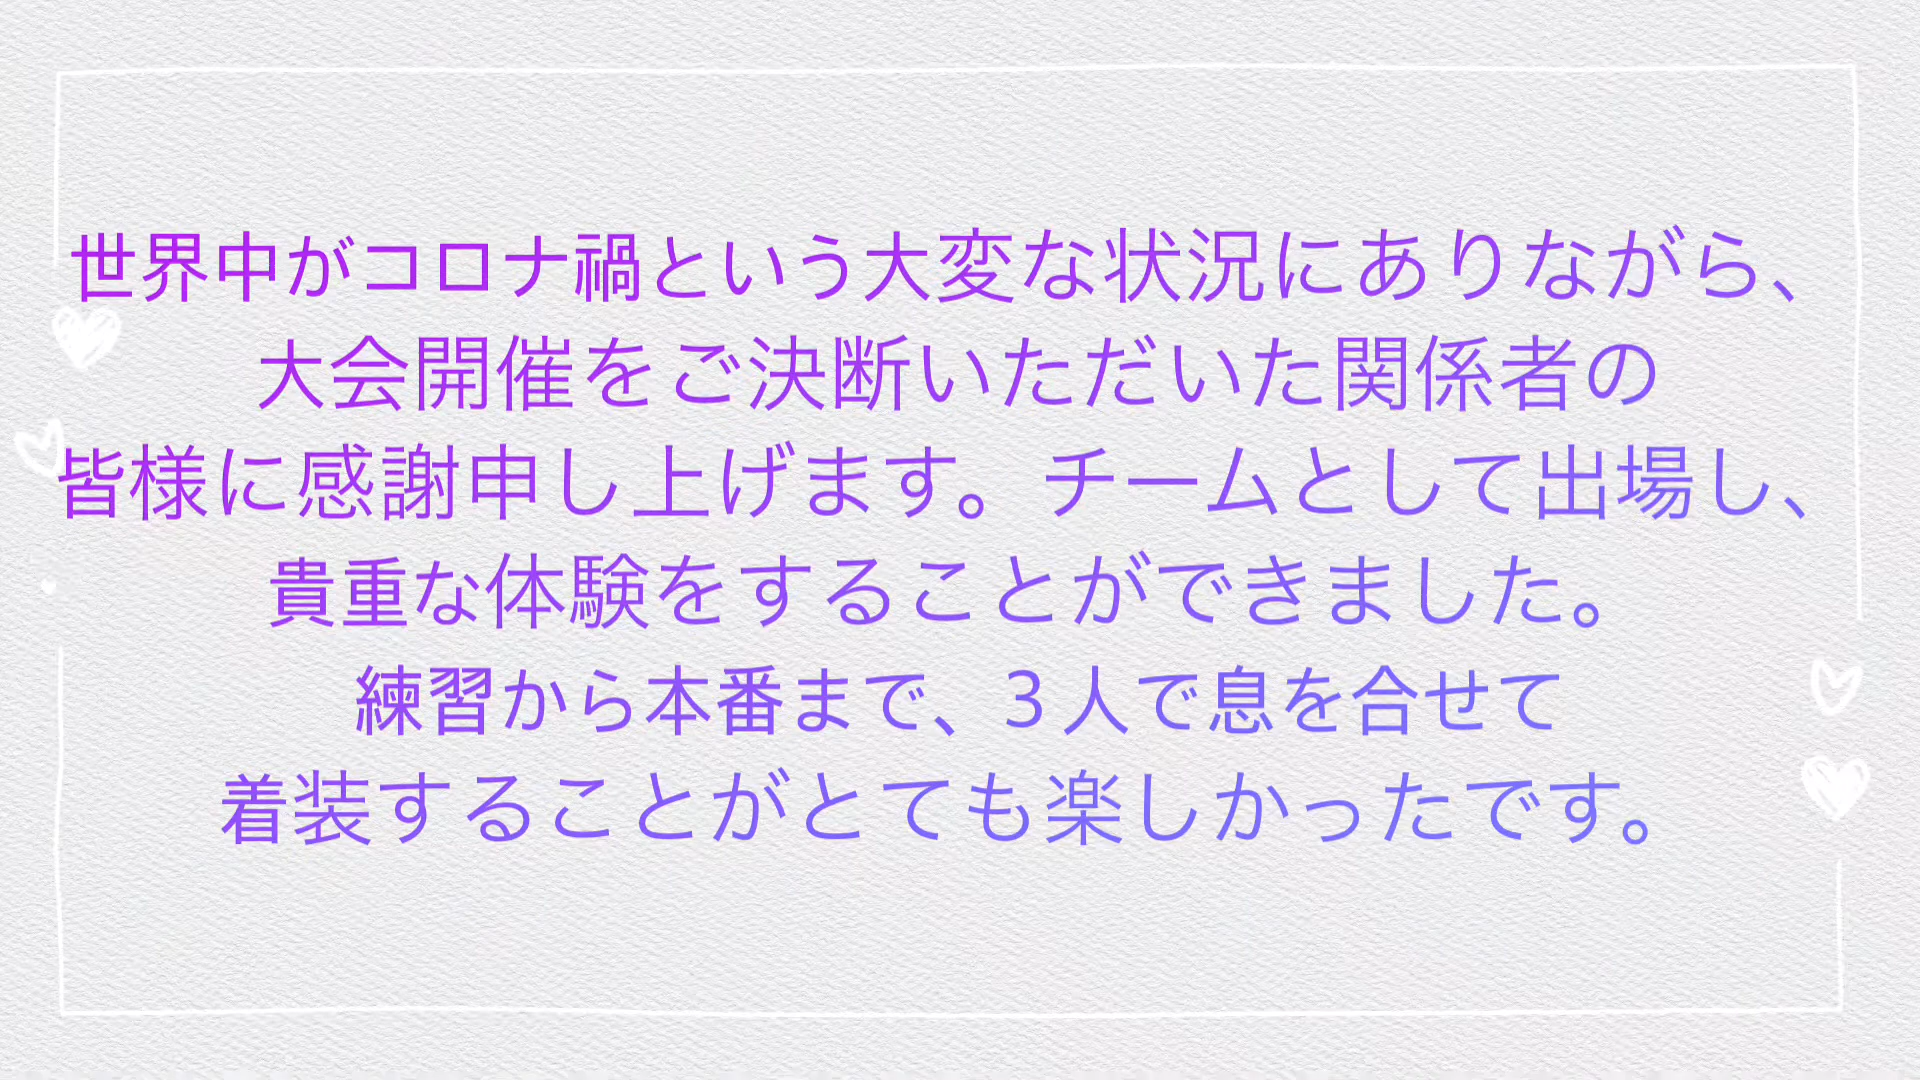 世界中がコロナ禍という大変な状況にありながら、
大会開催をご決断いただいた関係者の
皆様に感謝申し上げます。チームとして出場し、
貴重な体験をすることができました。
練習から本番まで、３人で息を合せて
着装することがとても楽しかったです。